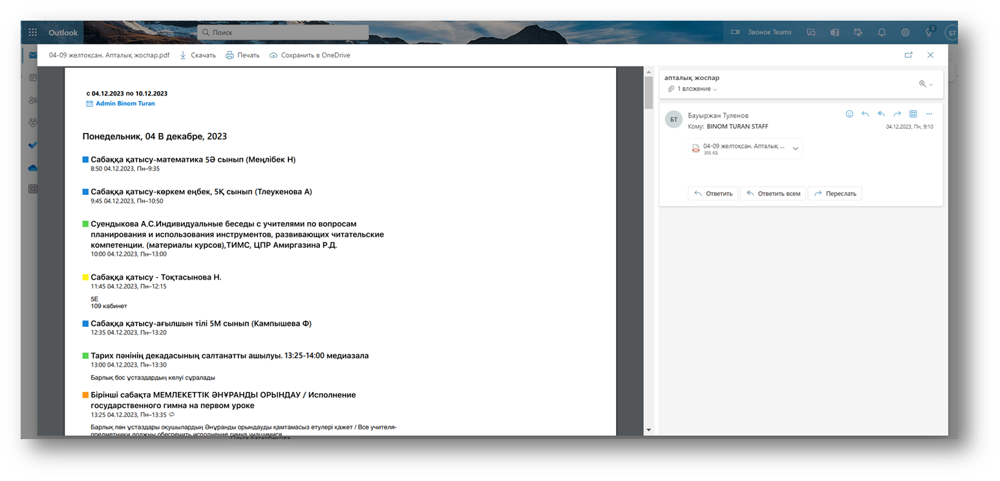 Outlook
Поиск
Звонок Teams
2
БТ
04-09 желтоқсан. Апталық жоспар.pdf
Скачать
Печать
Сохранить в OneDrive
с 04.12.2023 по 10.12.2023
Admin Binom Turan
Понедельник, 04 В декабре, 2023
Сабаққа қатысу-математика 5Ә сынып (Меңлібек Н)
8:50 04.12.2023, Пн–9:35
Сабаққа қатысу-көркем еңбек, 5Қ сынып (Тлеукенова А)
9:45 04.12.2023, Пн–10:50
Суендыкова А.С.Индивидуальные беседы с учителями по вопросам
планирования и использования инструментов, развивающих читательские
компетенции. (материалы курсов),ТИМС, ЦПР Амиргазина Р.Д.
10:00 04.12.2023, Пн–13:00
Сабаққа қатысу - Тоқтасынова Н.
11:45 04.12.2023, Пн–12:15
5Е
109 кабинет
Сабаққа қатысу-ағылшын тілі 5М сынып (Кампышева Ф)
12:35 04.12.2023, Пн–13:20
Тарих пәнінің декадасының салтанатты ашылуы. 13:25-14:00 медиазала
13:00 04.12.2023, Пн–13:30
Барлық бос ұстаздардың келуі сұралады
Бірінші сабақта МЕМЛЕКЕТТІК ӘНҰРАНДЫ ОРЫНДАУ / Исполнение
государственного гимна на первом уроке
13:25 04.12.2023, Пн–13:35
Барлық пән ұстаздары оқушылардың Әнұранды орындауды қамтамасыз етулері қажет / Все учителя-
предметники должны обеспечить исполнение гимна учащимися
апталық жоспар
1 вложение
БТ
Бауыржан Туленов
Кому: BINOM TURAN STAFF
04.12.2023, Пн, 9:10
04-09 желтоқсан. Апталық ...
305 КБ
Ответить
Ответить всем
Переслать